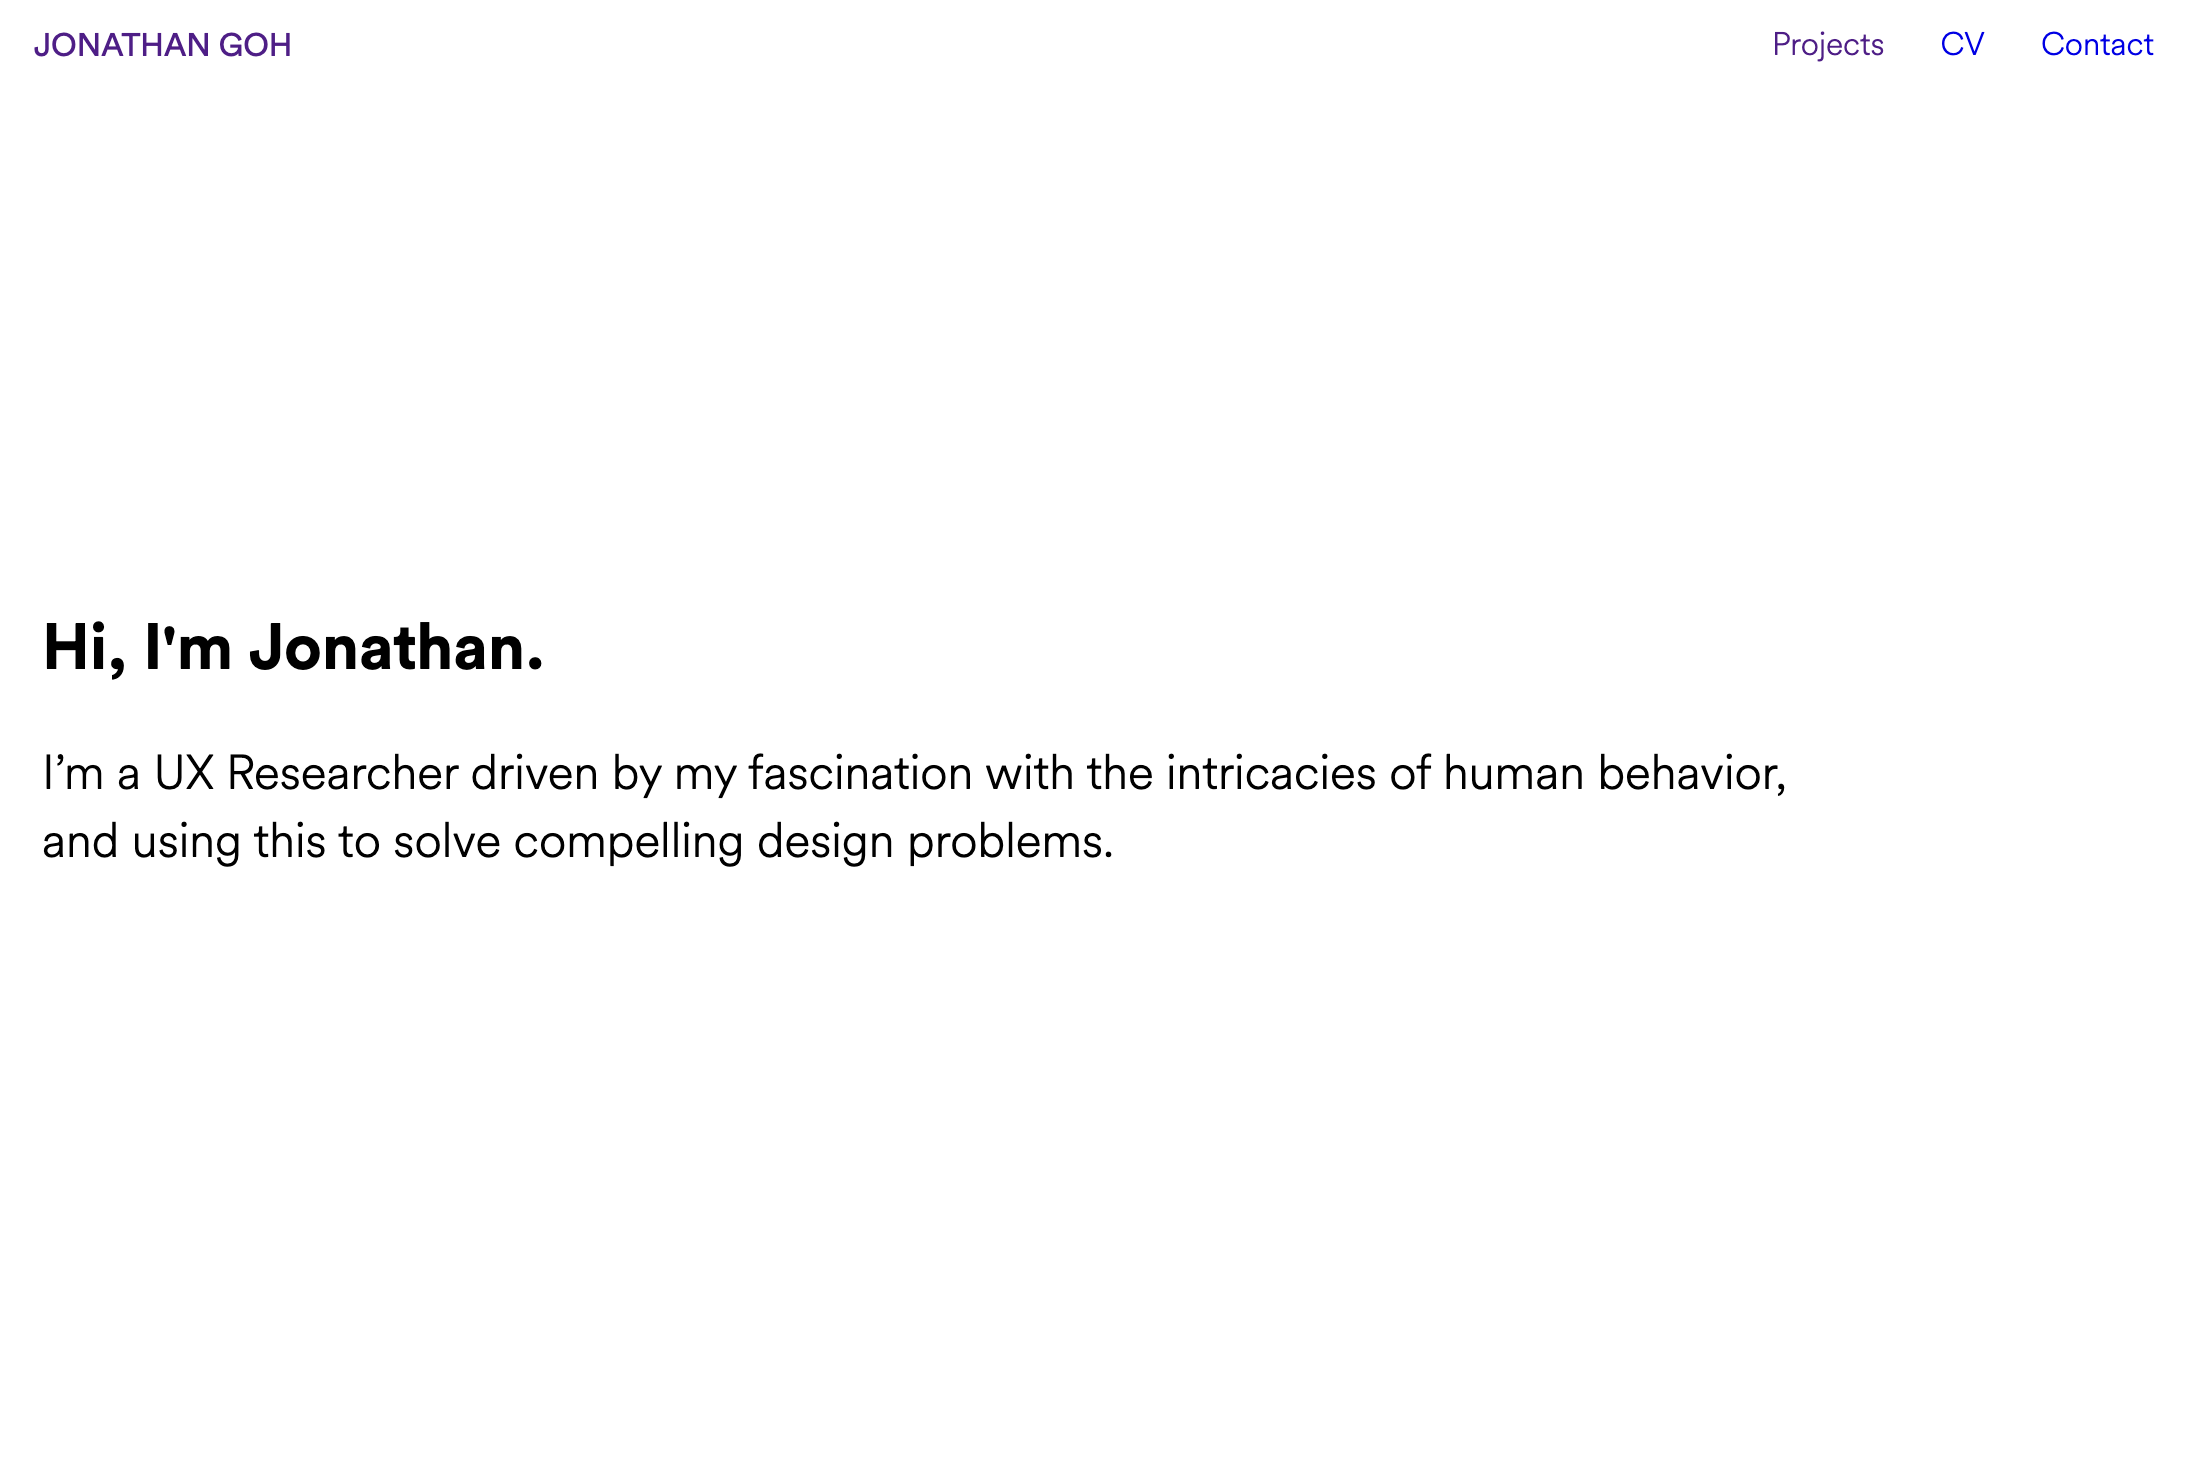 JONATHAN GOH
Projects CV Contact
Hi, I'm Jonathan.
I’m a UX Researcher driven by my fascination with the intricacies of human behavior,
and using this to solve compelling design problems.